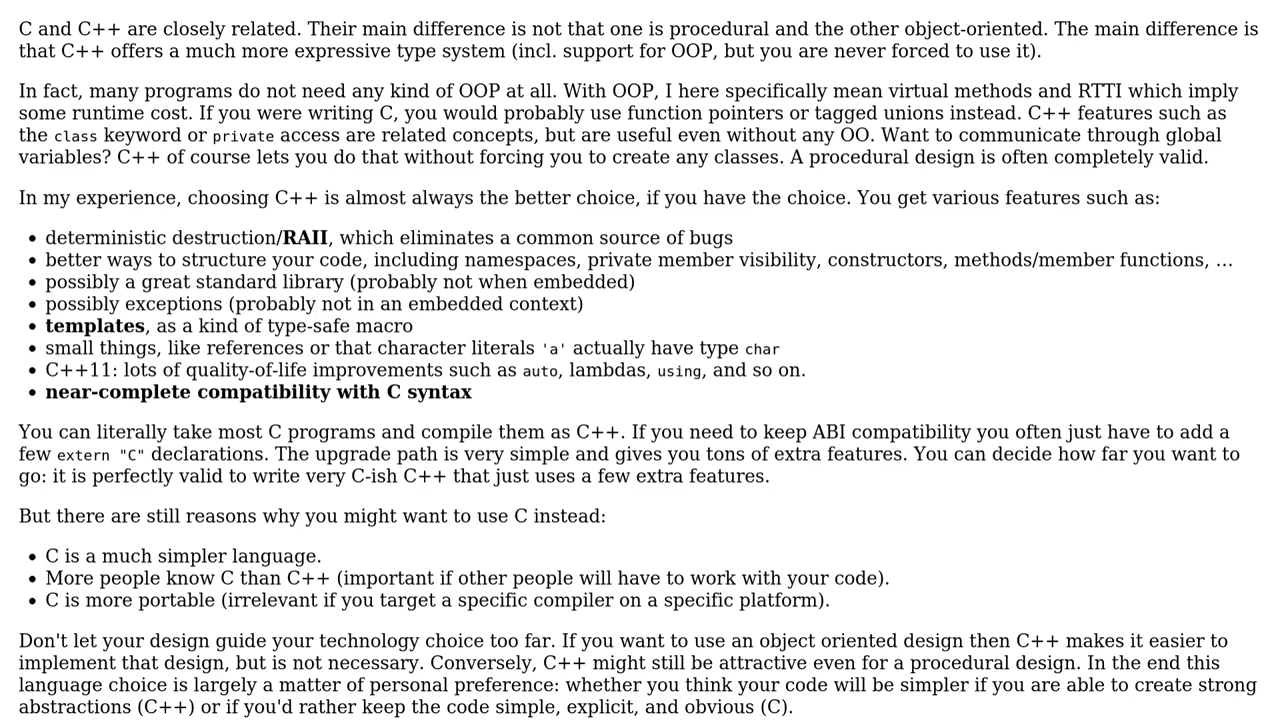 C and C++ are closely related. Their main difference is not that one is procedural and the other object-oriented. The main difference is
that C++ offers a much more expressive type system (incl. support for OOP, but you are never forced to use it).
In fact, many programs do not need any kind of OOP at all. With OOP, I here specifically mean virtual methods and RTTI which imply
some runtime cost. If you were writing C, you would probably use function pointers or tagged unions instead. C++ features such as
the class keyword or private access are related concepts, but are useful even without any OO. Want to communicate through global
variables? C++ of course lets you do that without forcing you to create any classes. A procedural design is often completely valid.
In my experience, choosing C++ is almost always the better choice, if you have the choice. You get various features such as:
• deterministic destruction/RAII, which eliminates a common source of bugs
• better ways to structure your code, including namespaces, private member visibility, constructors, methods/member functions, …
• possibly a great standard library (probably not when embedded)
• possibly exceptions (probably not in an embedded context)
• templates, as a kind of type-safe macro
• small things, like references or that character literals 'a' actually have type char
• C++11: lots of quality-of-life improvements such as auto, lambdas, using, and so on.
• near-complete compatibility with C syntax
You can literally take most C programs and compile them as C++. If you need to keep ABI compatibility you often just have to add a
few extern "C" declarations. The upgrade path is very simple and gives you tons of extra features. You can decide how far you want to
go: it is perfectly valid to write very C-ish C++ that just uses a few extra features.
But there are still reasons why you might want to use C instead:
• C is a much simpler language.
• More people know C than C++ (important if other people will have to work with your code).
• C is more portable (irrelevant if you target a specific compiler on a specific platform).
Don't let your design guide your technology choice too far. If you want to use an object oriented design then C++ makes it easier to
implement that design, but is not necessary. Conversely, C++ might still be attractive even for a procedural design. In the end this
language choice is largely a matter of personal preference: whether you think your code will be simpler if you are able to create strong
abstractions (C++) or if you'd rather keep the code simple, explicit, and obvious (C).